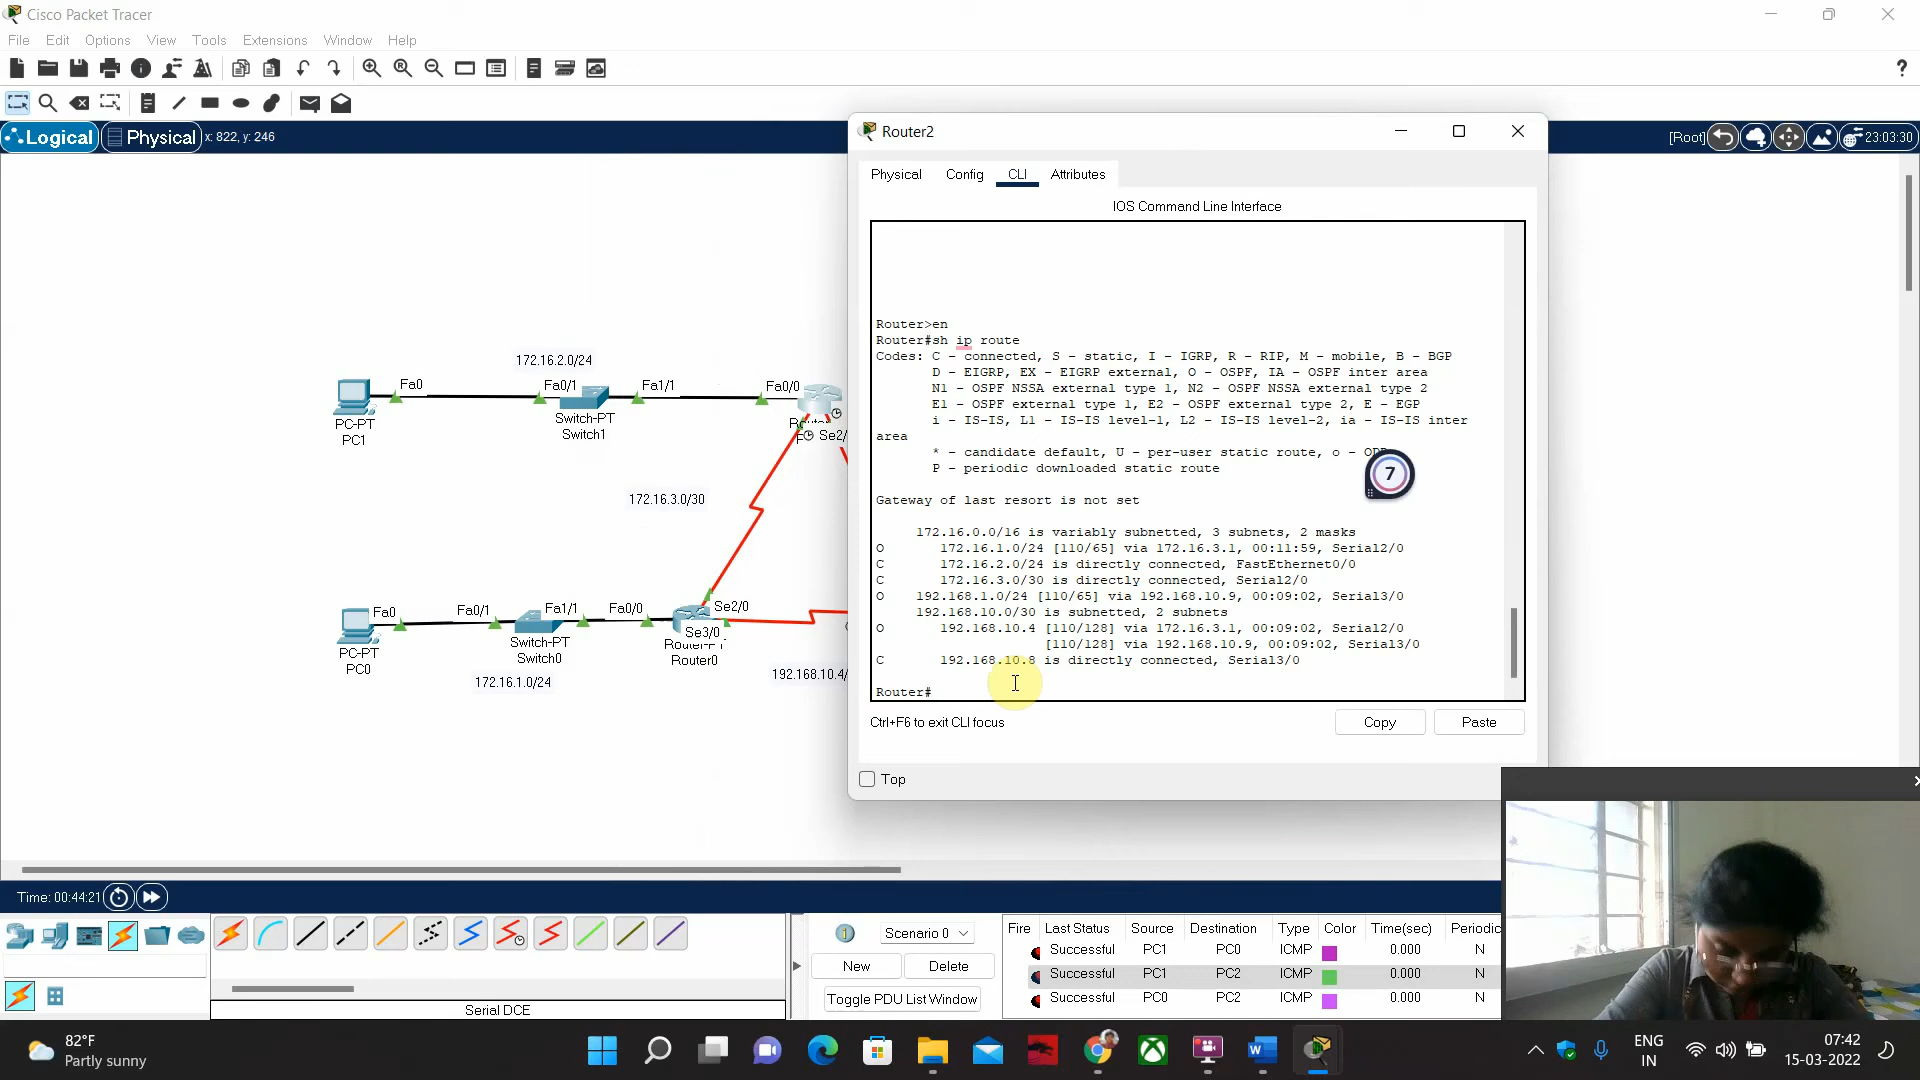 Cisco Packet Tracer
File Edit Options View Tools Extensions Window Help
Logical Physical x: 822, y: 246 [Root] 23:03:30
172.16.2.0/24
Fa0 Fa0/1 Fa1/1 Fa0/0
PC-PT
PC1
Switch-PT
Switch1
Se2/
172.16.3.0/30
Fa0 Fa0/1 Fa1/1 Fa0/0 Se2/0
Se3/0
PC-PT
PC0
Switch-PT
Switch0
Router0
172.16.1.0/24
192.168.10.4/
Router2
Physical Config CLI Attributes
IOS Command Line Interface
Router>en
Router#sh ip route
Codes: C - connected, S - static, I - IGRP, R - RIP, M - mobile, B - BGP
D - EIGRP, EX - EIGRP external, O - OSPF, IA - OSPF inter area
N1 - OSPF NSSA external type 1, N2 - OSPF NSSA external type 2
E1 - OSPF external type 1, E2 - OSPF external type 2, E - EGP
i - IS-IS, L1 - IS-IS level-1, L2 - IS-IS level-2, ia - IS-IS inter
area
* - candidate default, U - per-user static route, o -
P - periodic downloaded static route
7
Gateway of last resort is not set
172.16.0.0/16 is variably subnetted, 3 subnets, 2 masks
O 172.16.1.0/24 [110/65] via 172.16.3.1, 00:11:59, Serial2/0
C 172.16.2.0/24 is directly connected, FastEthernet0/0
C 172.16.3.0/30 is directly connected, Serial2/0
O 192.168.1.0/24 [110/65] via 192.168.10.9, 00:09:02, Serial3/0
192.168.10.0/30 is subnetted, 2 subnets
O 192.168.10.4 [110/128] via 172.16.3.1, 00:09:02, Serial2/0
[110/128] via 192.168.10.9, 00:09:02, Serial3/0
C 192.168.10.8 is directly connected, Serial3/0
Router#
Ctrl+F6 to exit CLI focus
Copy Paste
Top
Time: 00:44:21
Serial DCE
Scenario 0
New Delete
Toggle PDU List Window
Fire Last Status Source Destination Type Color Time(sec) Periodic
Successful PC1 PC0 ICMP 0.000 N
Successful PC1 PC2 ICMP 0.000 N
Successful PC0 PC2 ICMP 0.000 N
82°F
Partly sunny
ENG
IN
07:42
15-03-2022